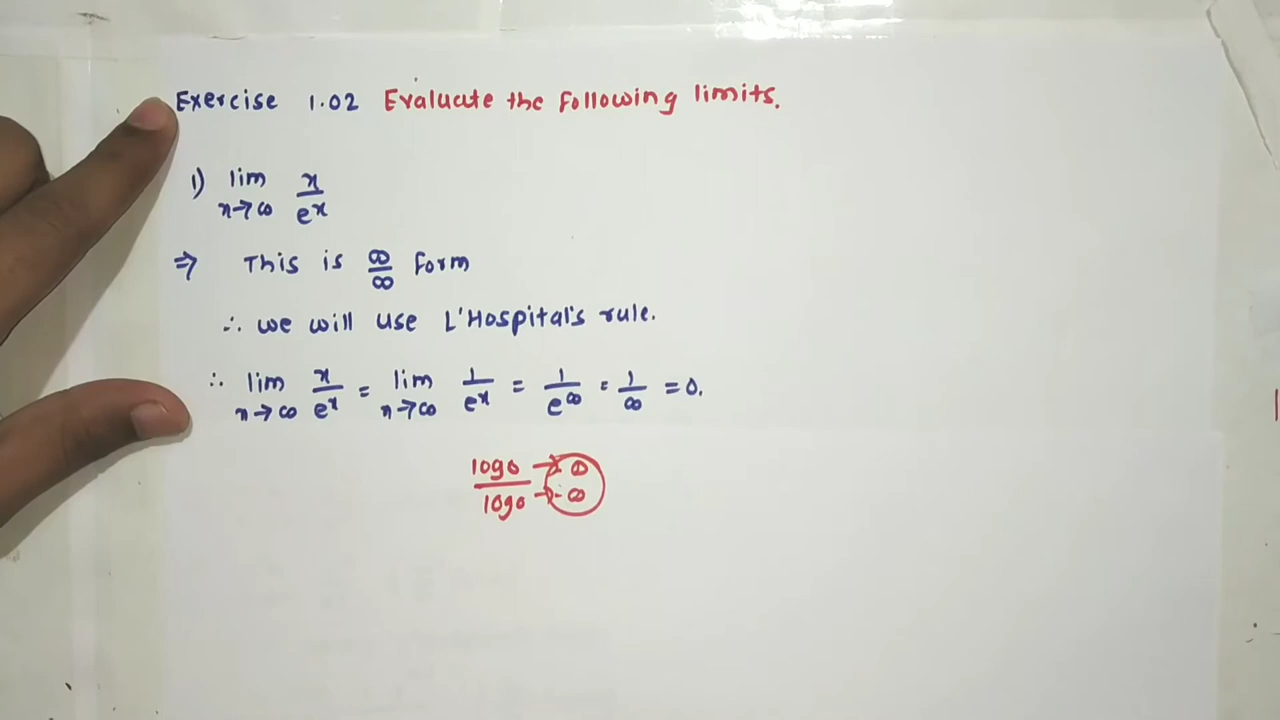 Exercise 1.02 Evaluate the following limits.
1) lim x→∞ x/e^x
⇒ This is ∞/∞ form
∴ we will use L'Hospital's rule.
∴ lim x→∞ x/e^x = lim x→∞ 1/e^x = 1/e^∞ = 1/∞ = 0.
log0 → ∞
log0 → -∞